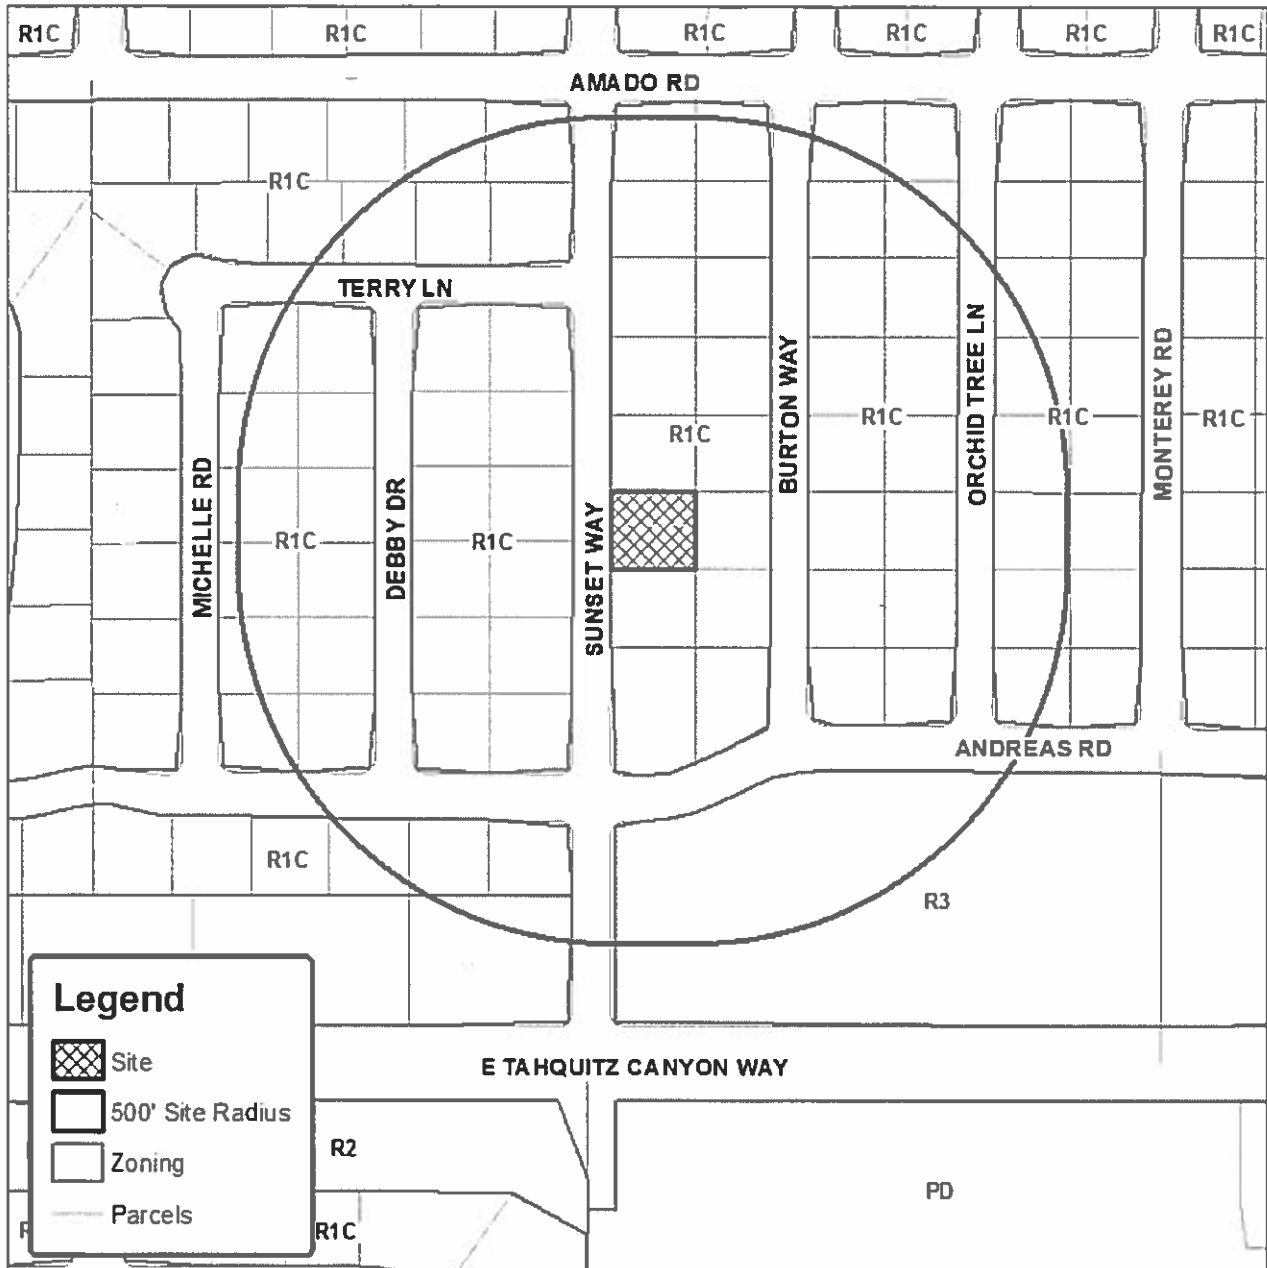 R1C
R1C
R1C
R1C
R1C
R1C
AMADO RD
R1C
TERRY LN
MICHELLE RD
DEBBY DR
SUNSET WAY
BURTON WAY
ORCHID TREE LN
MONTEREY RD
R1C
R1C
R1C
R1C
R1C
R1C
ANDREAS RD
R1C
R3
Legend
Site
500' Site Radius
Zoning
Parcels
E TAHQUITZ CANYON WAY
R2
PD
R1C